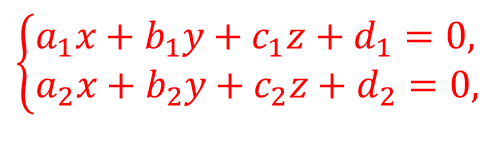 a₁x + b₁y + c₁z + d₁ = 0,
a₂x + b₂y + c₂z + d₂ = 0,